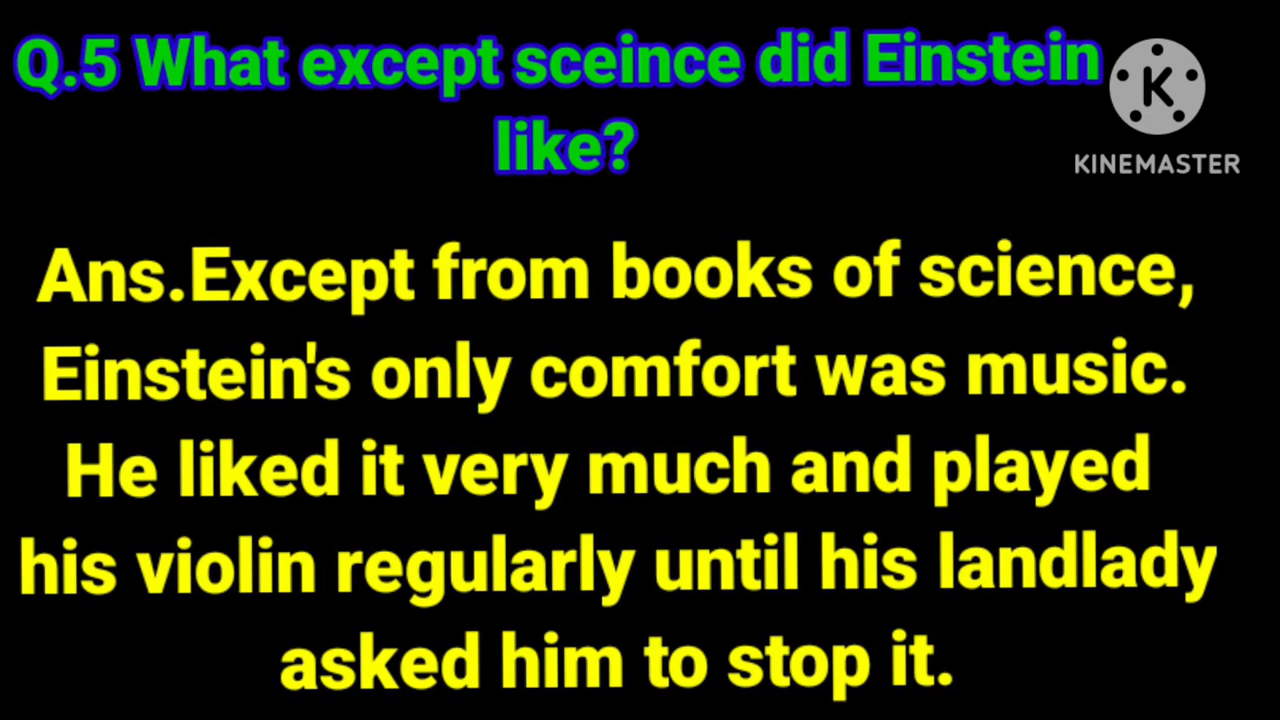 Q.5 What except sceince did Einstein
like?
K
KINEMASTER
Ans.Except from books of science,
Einstein's only comfort was music.
He liked it very much and played
his violin regularly until his landlady
asked him to stop it.